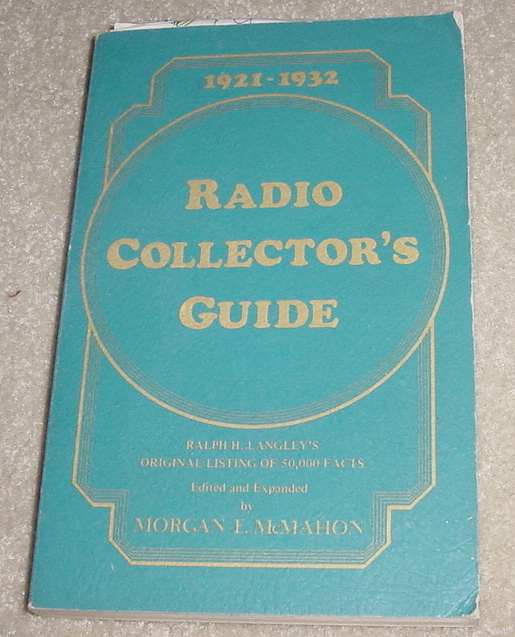 1921-1932
RADIO
COLLECTOR'S
GUIDE
RALPH H. LANGLEY'S
ORIGINAL LISTING OF 50,000 FACTS
Edited and Expanded
by
MORGAN E. McMAHON